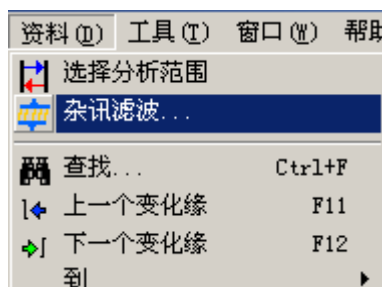 资料(D) 工具(T) 窗口(W) 帮助
选择分析范围
杂讯滤波...
查找... Ctrl+F
上一个变化缘 F11
下一个变化缘 F12
到